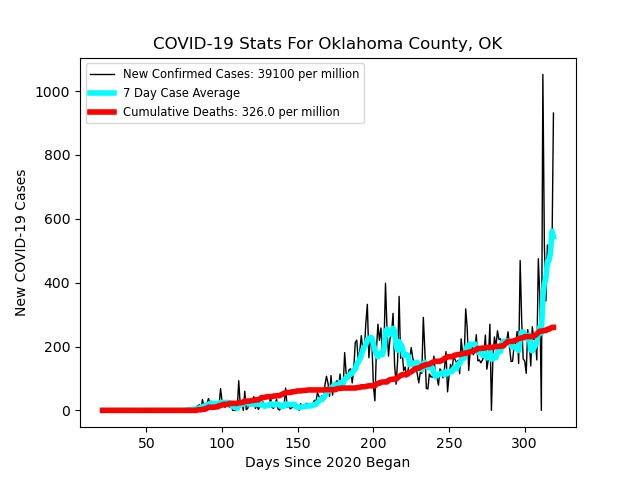 COVID-19 Stats For Oklahoma County, OK
New Confirmed Cases: 39100 per million
7 Day Case Average
Cumulative Deaths: 326.0 per million
New COVID-19 Cases
1000
800
600
400
200
0
50
100
150
200
250
300
Days Since 2020 Began